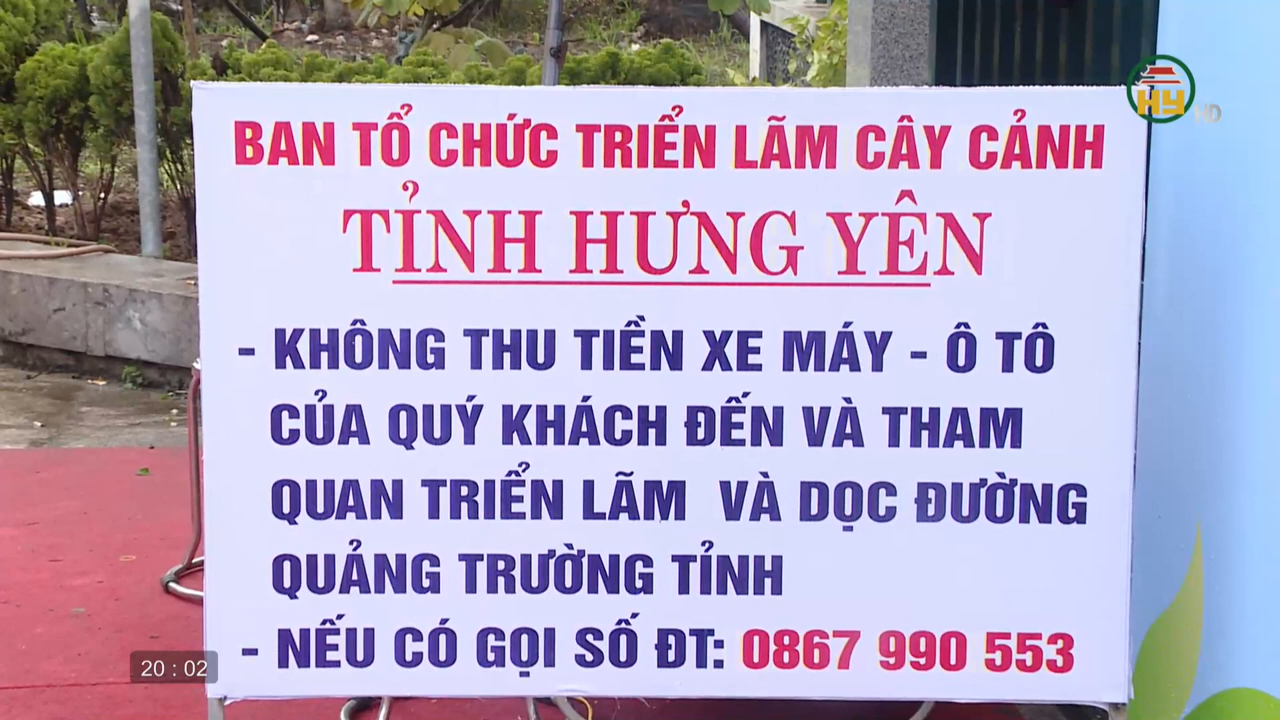 HY HD
BAN TỔ CHỨC TRIỂN LÃM CÂY CẢNH
TỈNH HƯNG YÊN
- KHÔNG THU TIỀN XE MÁY - Ô TÔ
CỦA QUÝ KHÁCH ĐẾN VÀ THAM
QUAN TRIỂN LÃM VÀ DỌC ĐƯỜNG
QUẢNG TRƯỜNG TỈNH
- NẾU CÓ GỌI SỐ ĐT: 0867 990 553
20 : 02